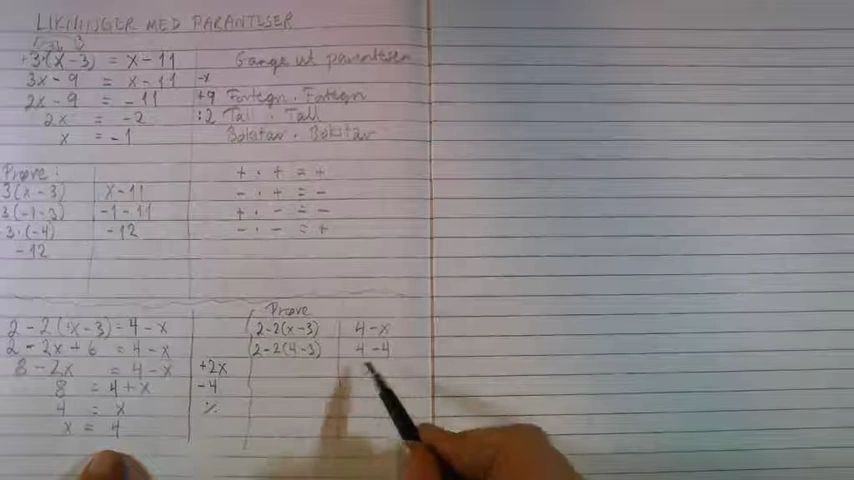 LIKNINGER MED PARANTESER
+3·(x-3) = x-11 Gange ut parantesen
3x-9 = x-11 -x
2x-9 = -11 +9 Fortegn · Fortegn
2x = -2 :2 Tall · Tall
x = -1 Bokstav · Bokstav
Prøve:
3(x-3) x-11
3(-1-3) -1-11
3·(-4) -12
-12
+ · + = +
- · + = -
+ · - = -
- · - = +
2-2(x-3) = 4-x
2-2x+6 = 4-x
8-2x = 4-x +2x
8 = 4+x -4
4 = x %
x = 4
Prøve
2-2(x-3) 4-x
2-2(4-3) 4-4